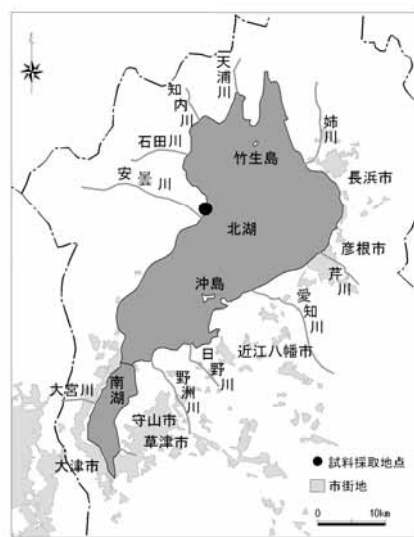 天浦川
知内川
石田川
安曇川
姉川
竹生島
長浜市
北湖
彦根市
芹川
沖島
愛知川
近江八幡市
日野川
野洲川
大宮川
南湖
守山市
草津市
大津市
試料採取地点
市街地
0 10km